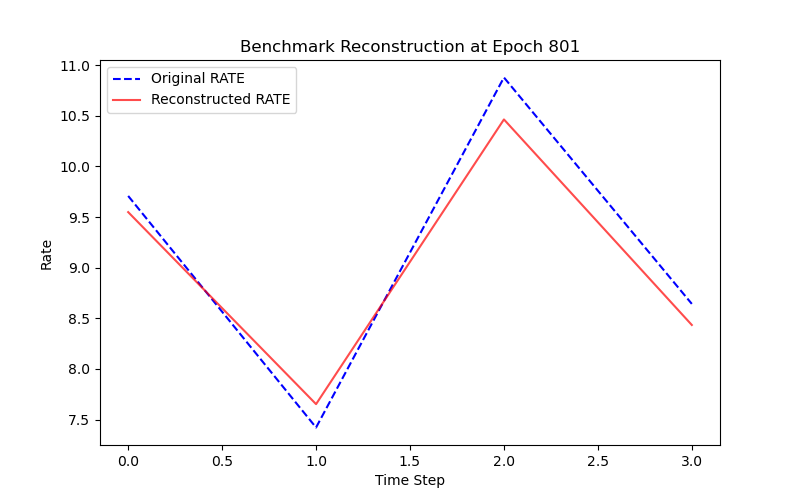 Benchmark Reconstruction at Epoch 801
Original RATE
Reconstructed RATE
11.0
10.5
10.0
9.5
9.0
8.5
8.0
7.5
Rate
0.0 0.5 1.0 1.5 2.0 2.5 3.0
Time Step